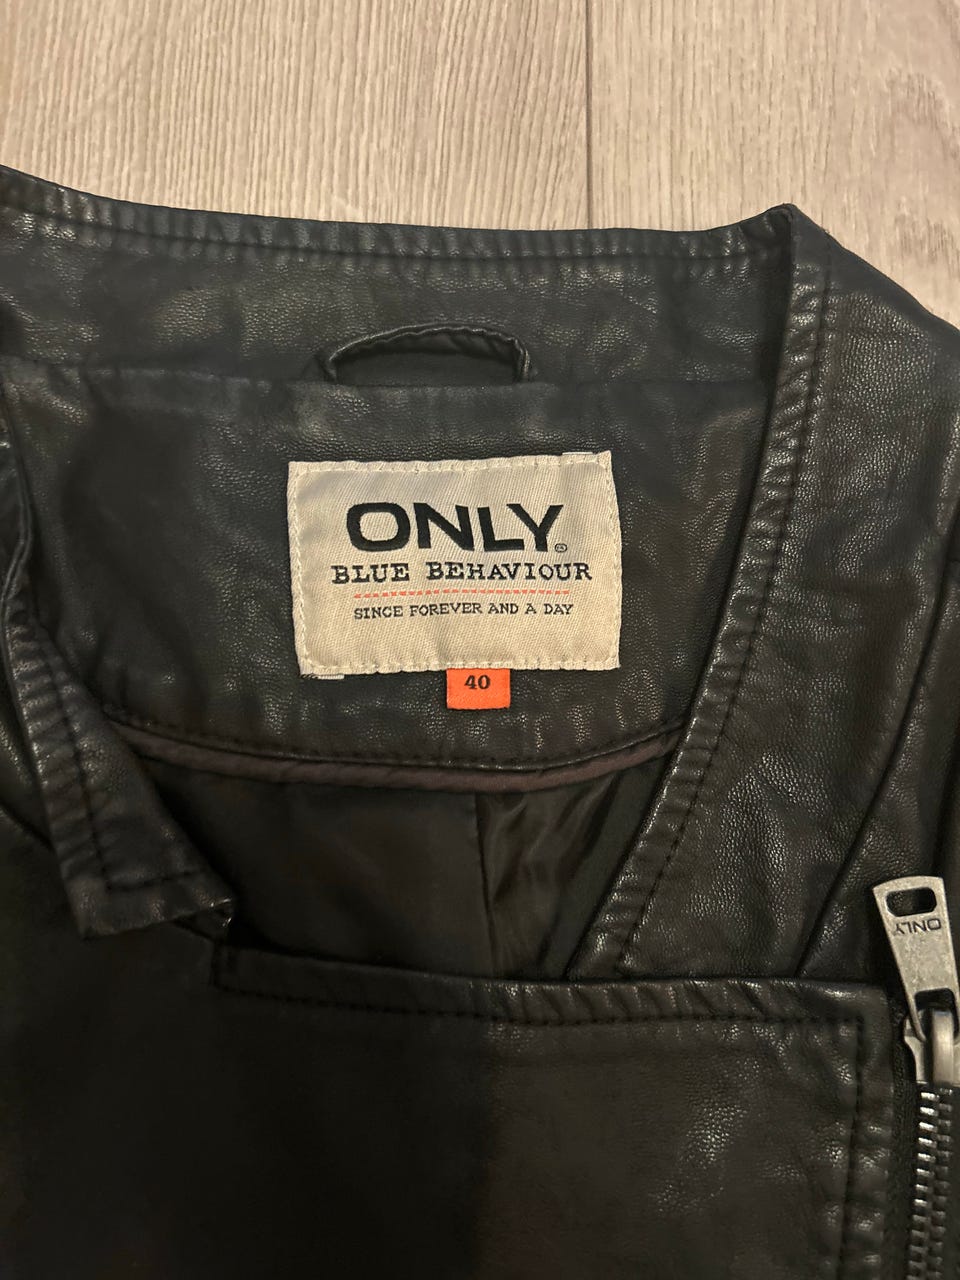 ONLY®
BLUE BEHAVIOUR
SINCE FOREVER AND A DAY
40
ONLY